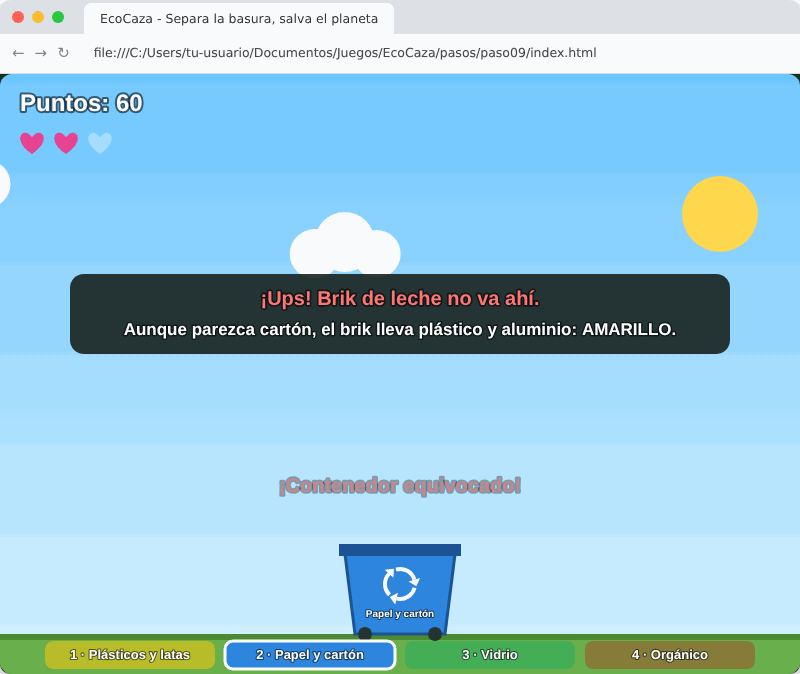 EcoCaza - Separa la basura, salva el planeta
file:///C:/Users/tu-usuario/Documentos/Juegos/EcoCaza/pasos/paso09/index.html
Puntos: 60
¡Ups! Brik de leche no va ahí.
Aunque parezca cartón, el brik lleva plástico y aluminio: AMARILLO.
¡Contenedor equivocado!
Papel y cartón
1 · Plásticos y latas
2 · Papel y cartón
3 · Vidrio
4 · Orgánico